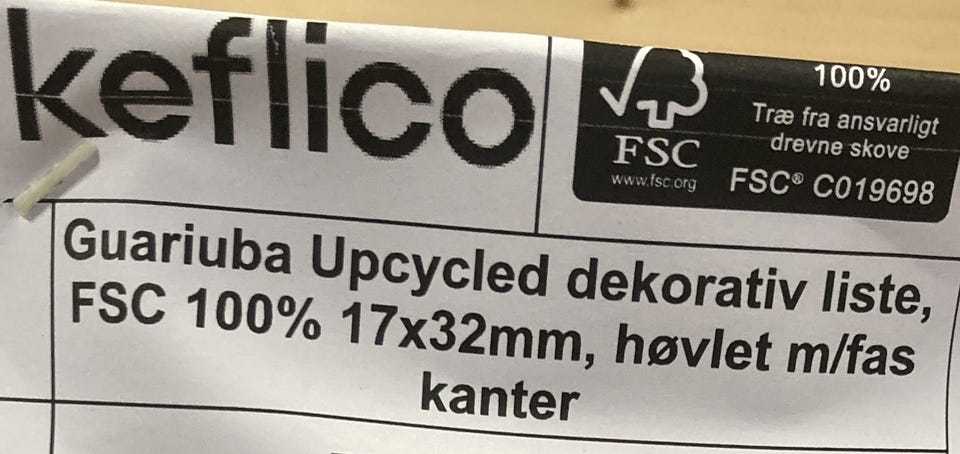 keflico
100%
Træ fra ansvarligt
drevne skove
FSC
www.fsc.org
FSC® C019698
Guariuba Upcycled dekorativ liste,
FSC 100% 17x32mm, høvlet m/fas
kanter